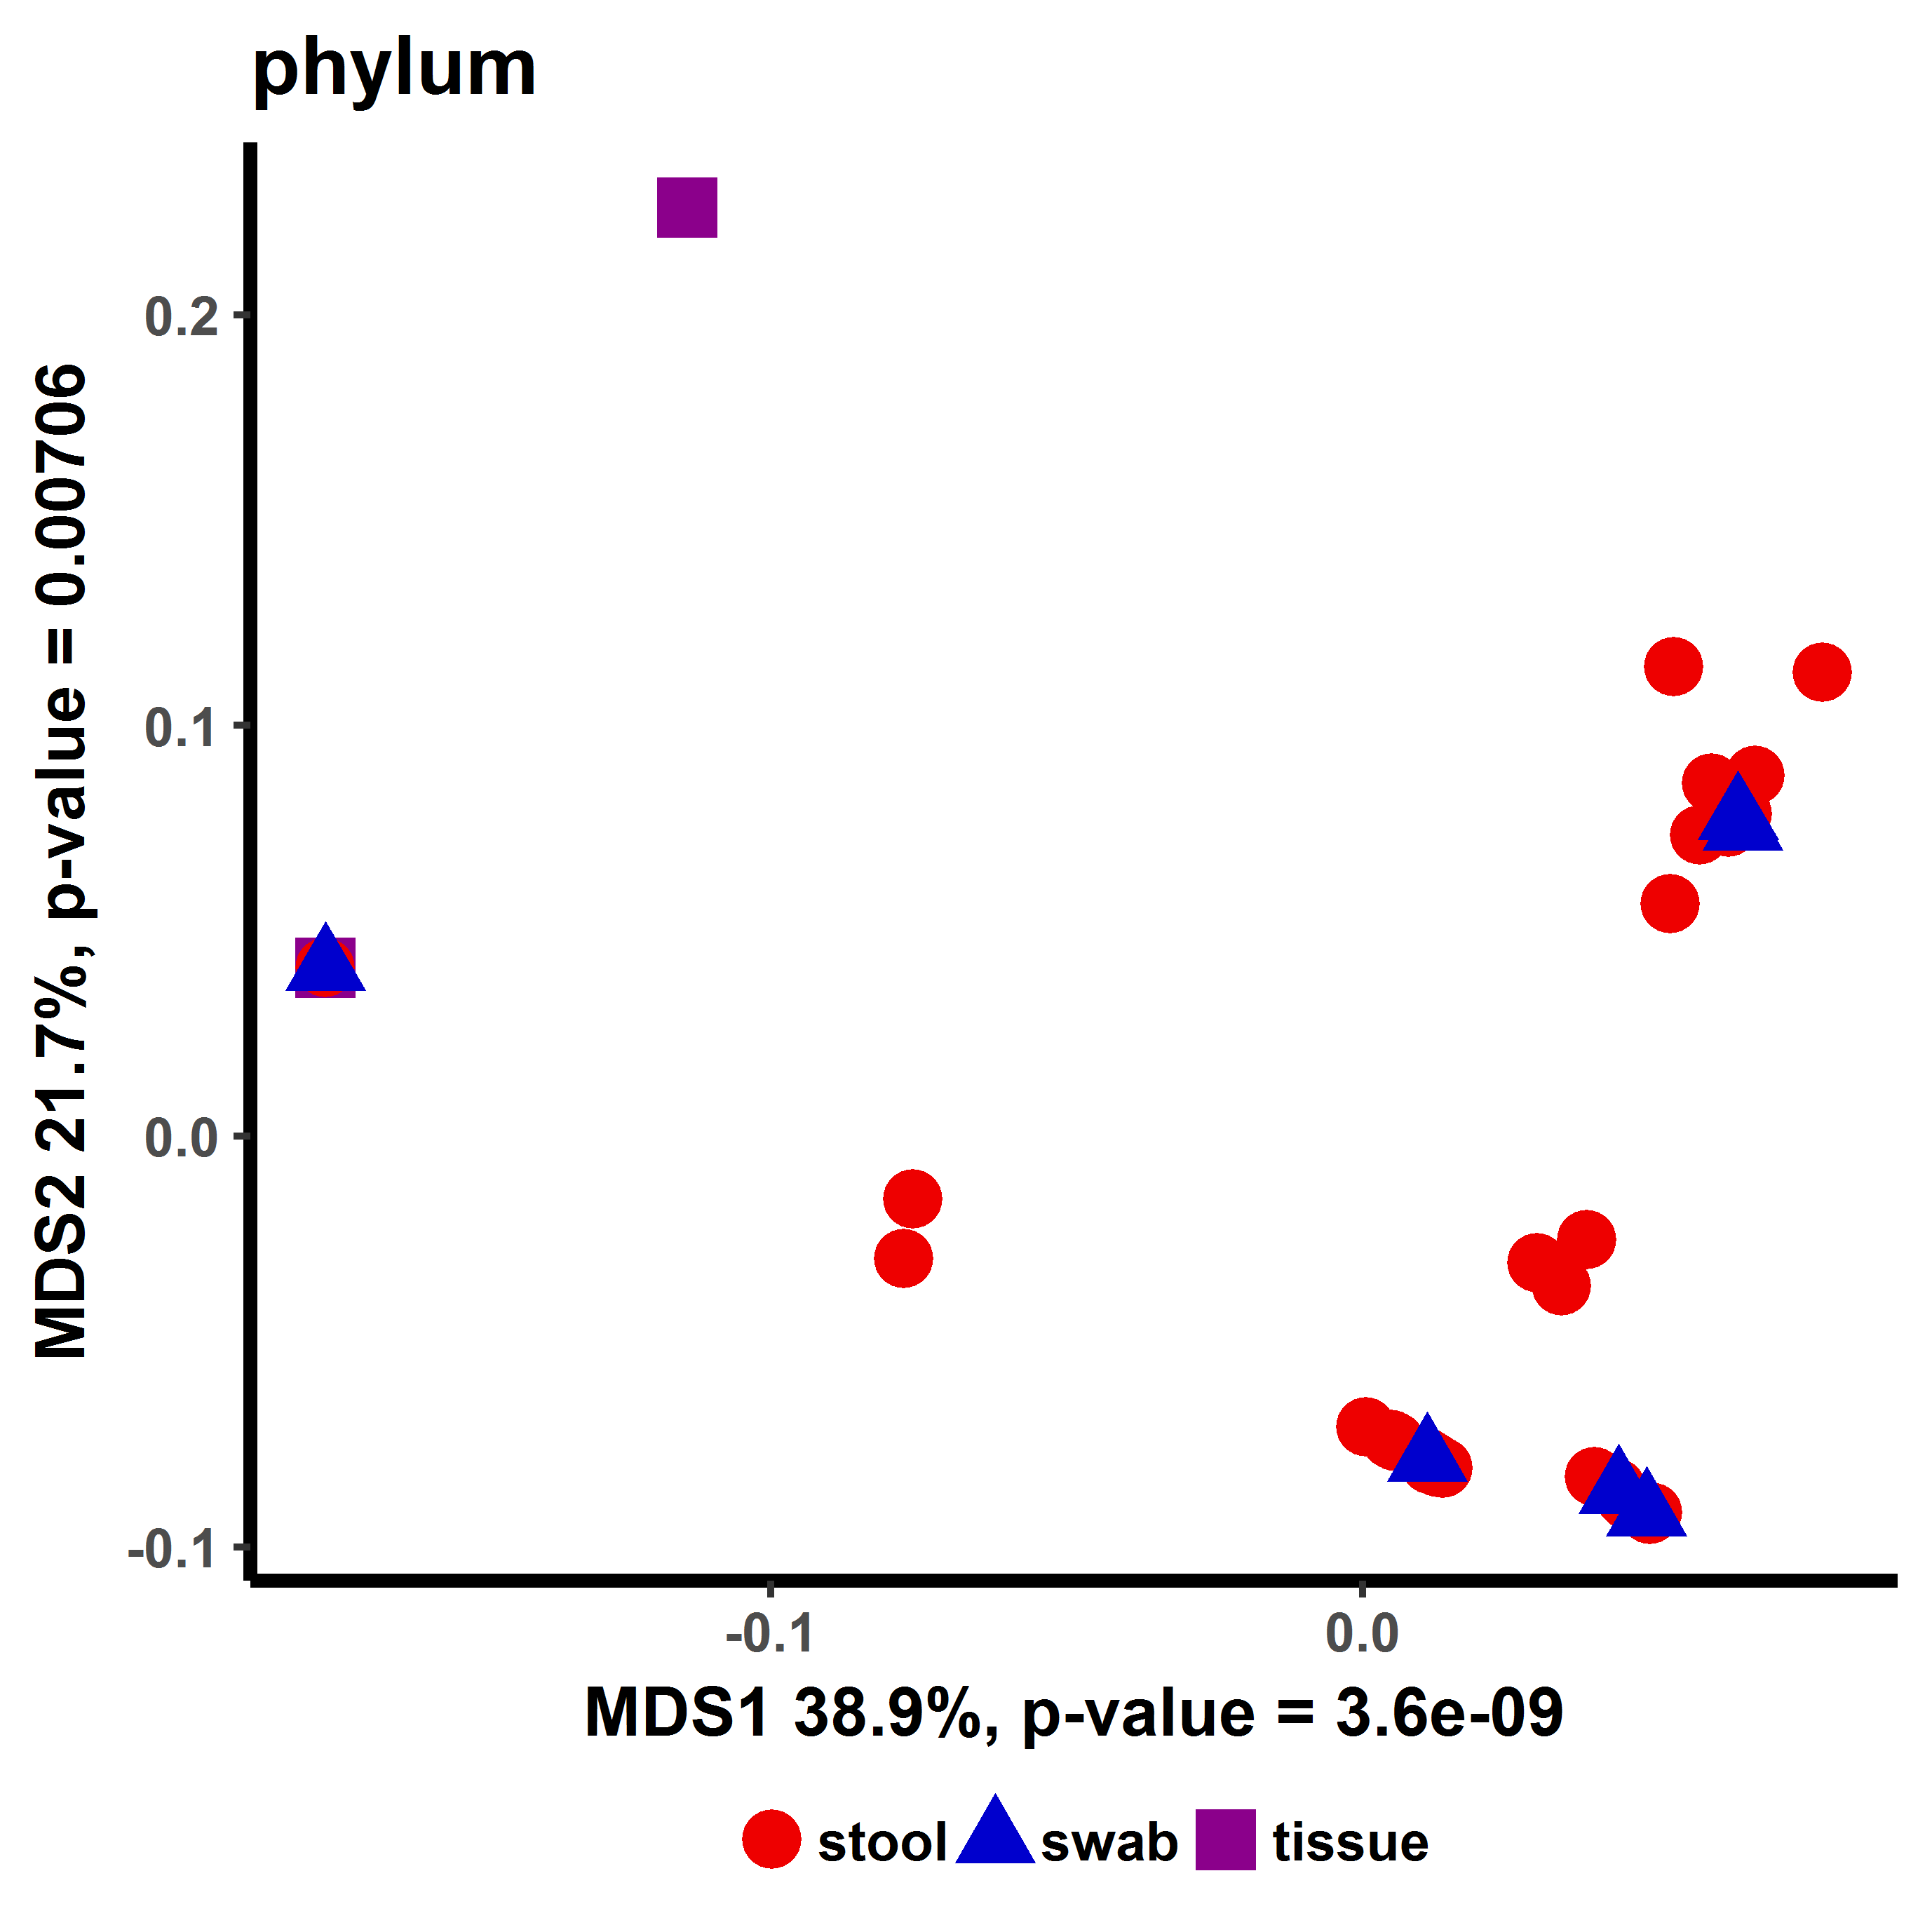 phylum
MDS2 21.7%, p-value = 0.00706
0.2
0.1
0.0
-0.1
-0.1
0.0
MDS1 38.9%, p-value = 3.6e-09
stool
swab
tissue